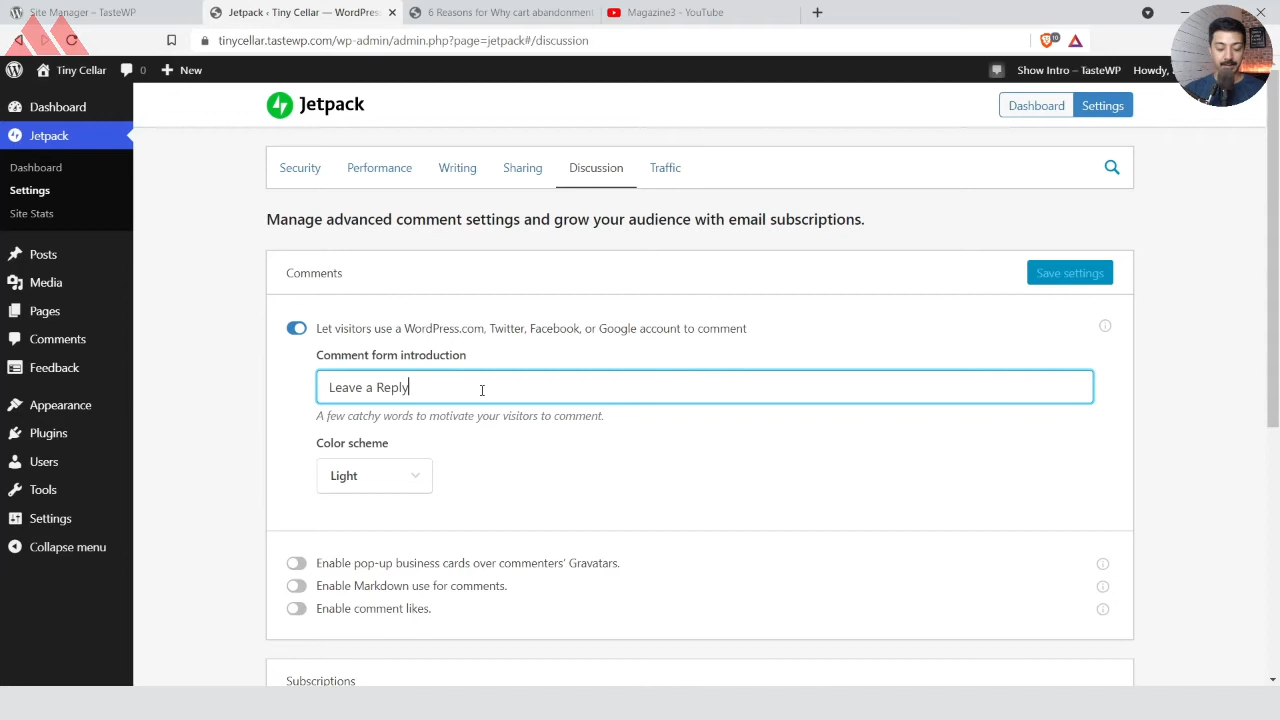 Site Manager - TasteWP
Jetpack ‹ Tiny Cellar — WordPress
6 Reasons for Why cart abandonment
Magazine3 - YouTube
tinycellar.tastewp.com/wp-admin/admin.php?page=jetpack#/discussion
10
Tiny Cellar
0
New
Show Intro – TasteWP
Howdy,
Dashboard
Jetpack
Dashboard
Settings
Site Stats
Posts
Media
Pages
Comments
Feedback
Appearance
Plugins
Users
Tools
Settings
Collapse menu
Jetpack
Dashboard
Settings
Security
Performance
Writing
Sharing
Discussion
Traffic
Manage advanced comment settings and grow your audience with email subscriptions.
Comments
Save settings
Let visitors use a WordPress.com, Twitter, Facebook, or Google account to comment
Comment form introduction
Leave a Reply
A few catchy words to motivate your visitors to comment.
Color scheme
Light
Enable pop-up business cards over commenters’ Gravatars.
Enable Markdown use for comments.
Enable comment likes.
Subscriptions